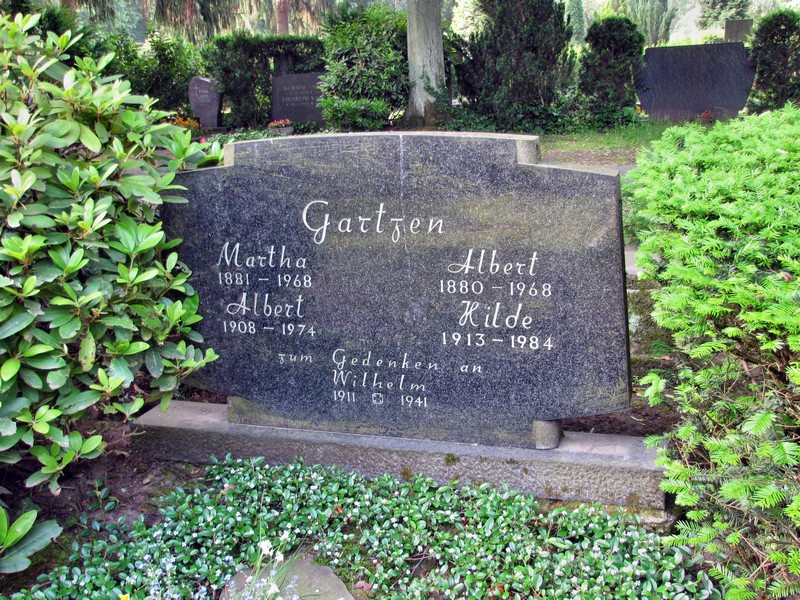 Gartzen
Martha
1881 – 1968
Albert
1908 – 1974
Albert
1880 – 1968
Hilde
1913 – 1984
zum Gedenken an
Wilhelm
1911 1941